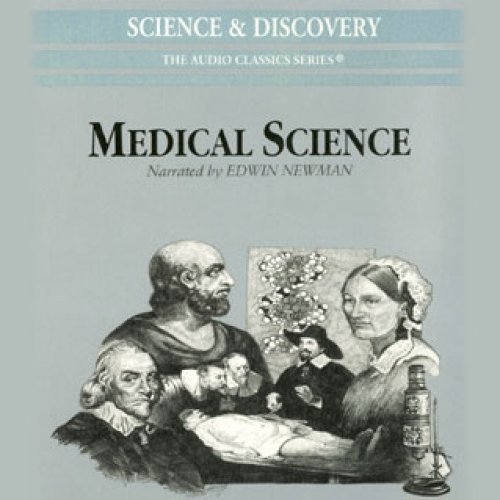 SCIENCE & DISCOVERY
THE AUDIO CLASSICS SERIES®
MEDICAL SCIENCE
Narrated by EDWIN NEWMAN